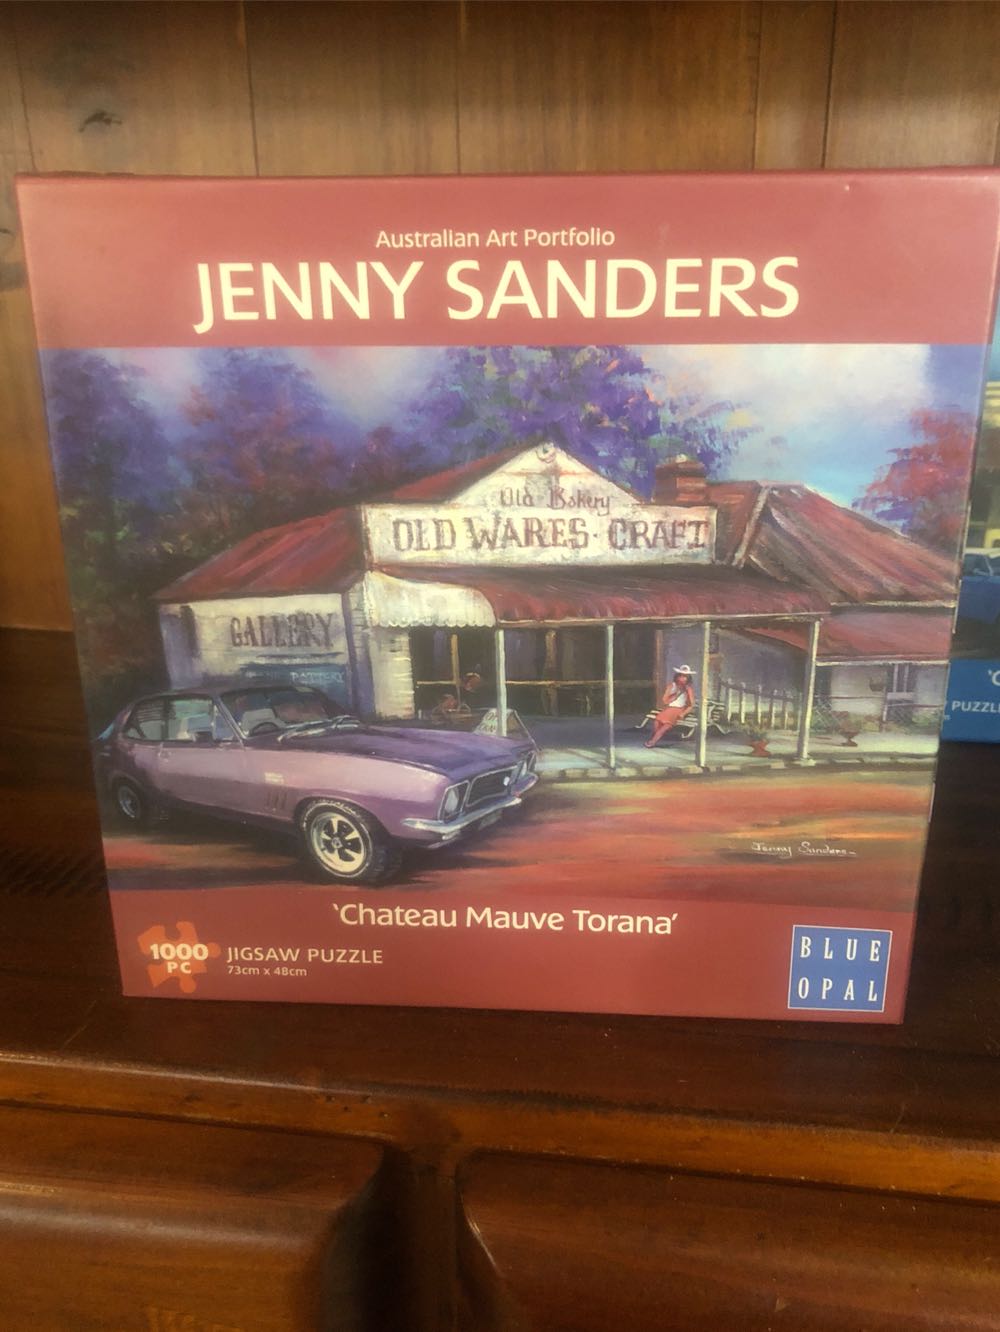 Australian Art Portfolio
JENNY SANDERS
Old Bakery
OLD WARES · CRAFT
GALLERY
POTTERY
Jenny Sanders
'Chateau Mauve Torana'
1000
PC
JIGSAW PUZZLE
73cm x 48cm
BLUE
OPAL
PUZZL